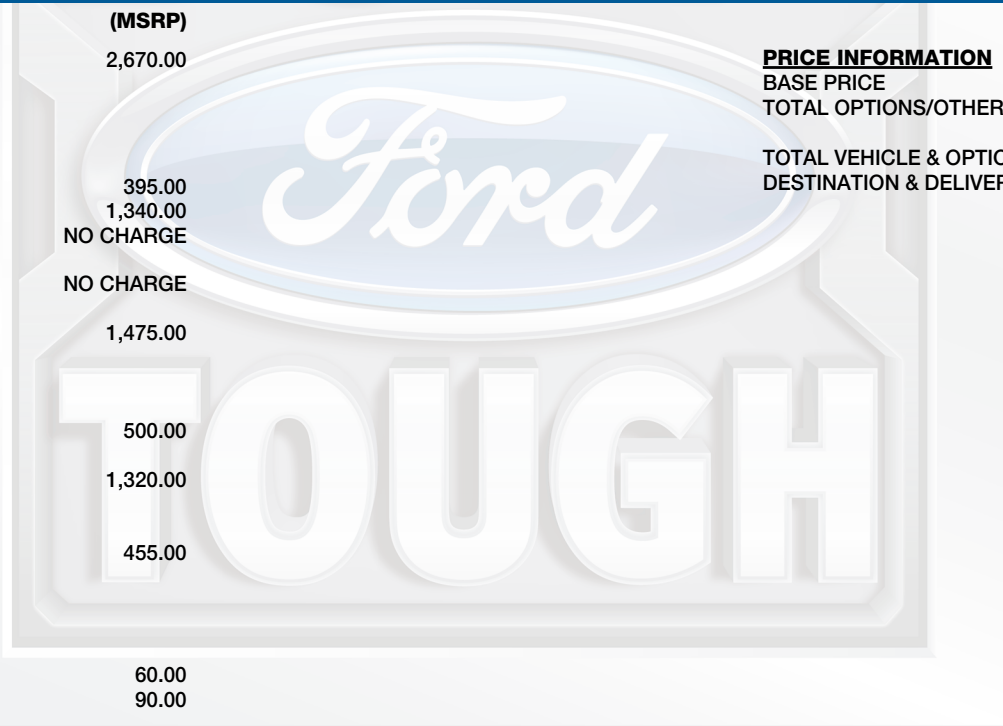 (MSRP)
2,670.00
395.00
1,340.00
NO CHARGE
NO CHARGE
1,475.00
500.00
1,320.00
455.00
60.00
90.00
PRICE INFORMATION
BASE PRICE
TOTAL OPTIONS/OTHER
TOTAL VEHICLE & OPTIO
DESTINATION & DELIVER
Ford
TOUGH